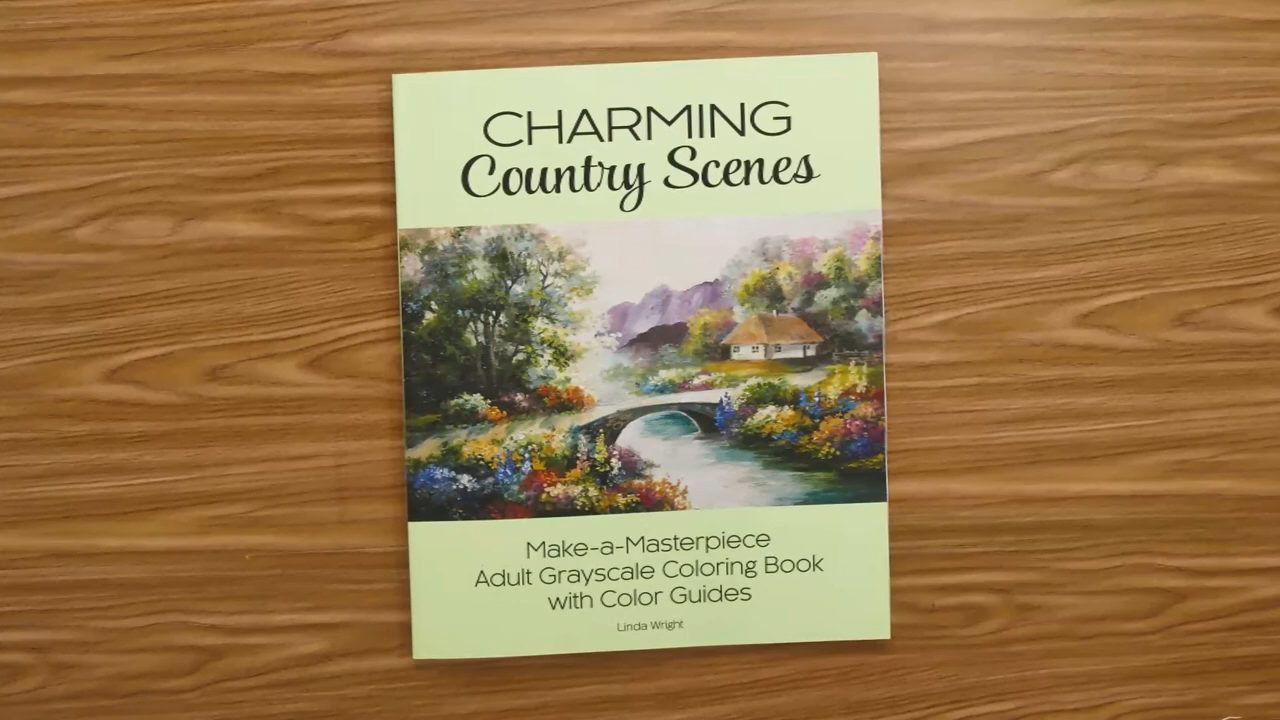 CHARMING
Country Scenes
Make-a-Masterpiece
Adult Grayscale Coloring Book
with Color Guides
Linda Wright